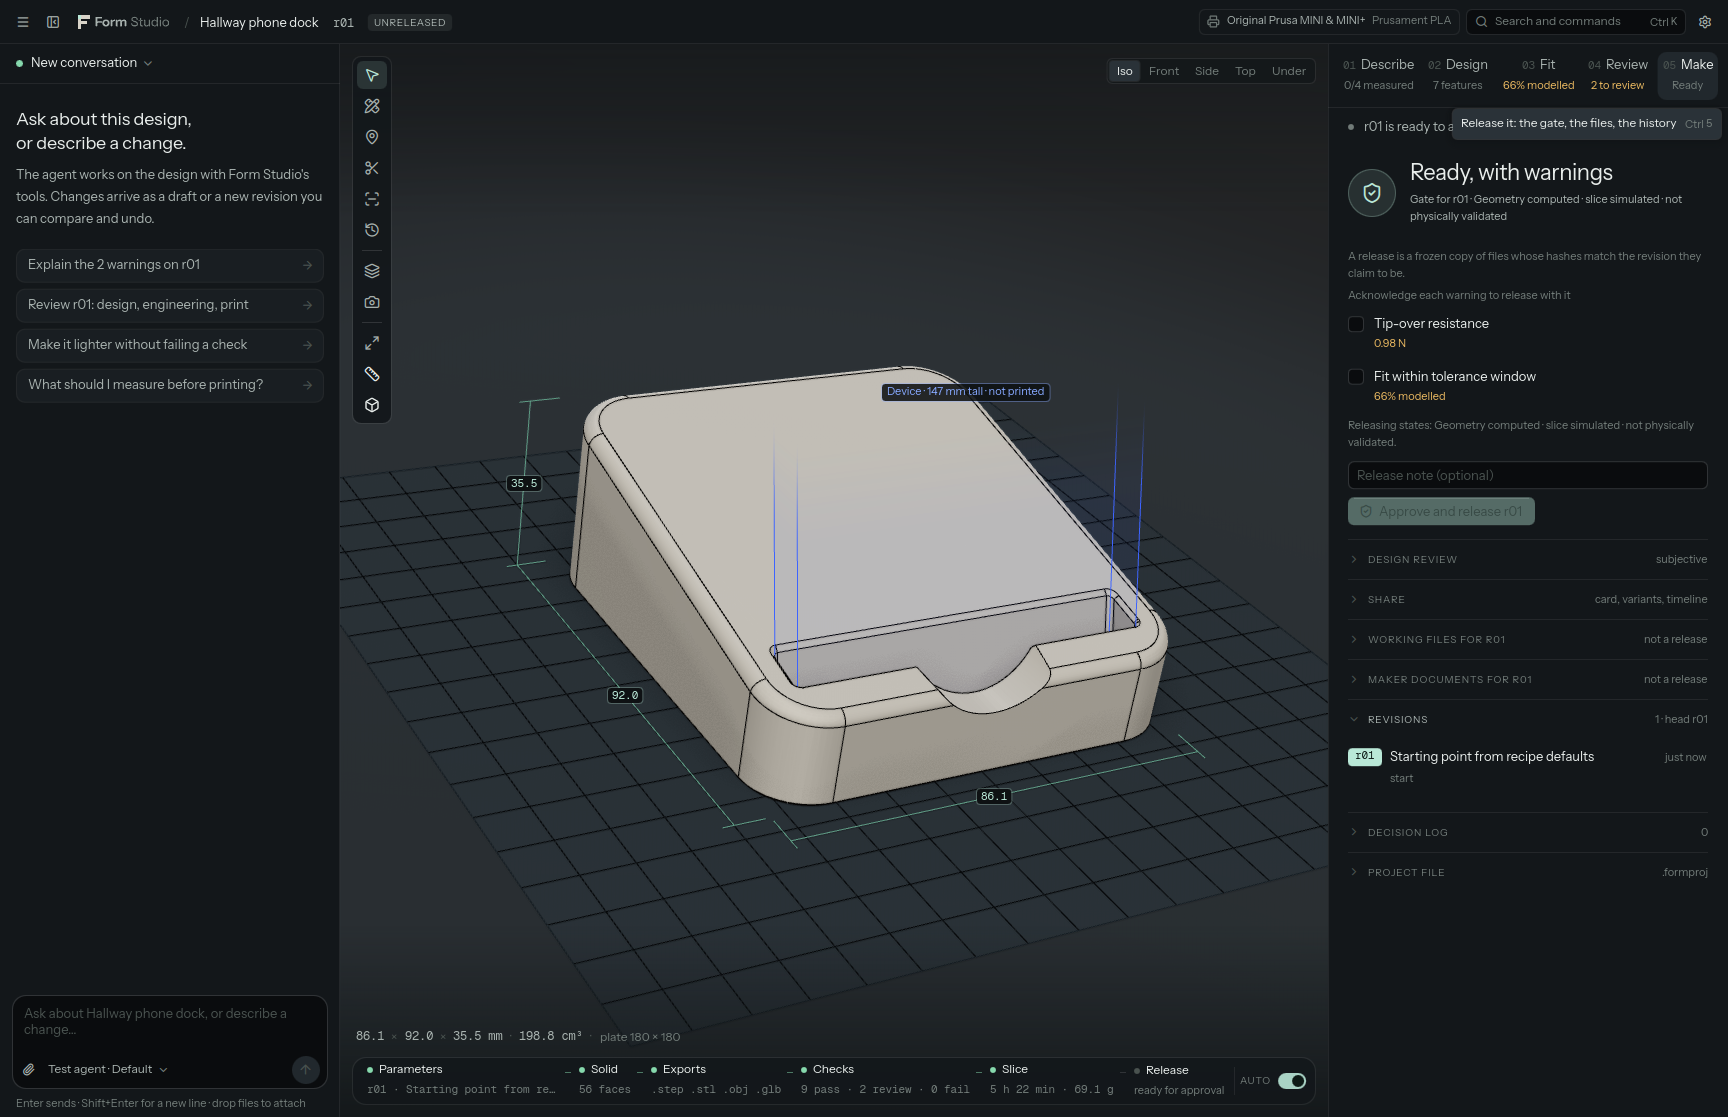 Form Studio / Hallway phone dock r01 UNRELEASED
Original Prusa MINI & MINI+ Prusament PLA
Search and commands Ctrl K
New conversation
Ask about this design,
or describe a change.
The agent works on the design with Form Studio's
tools. Changes arrive as a draft or a new revision you
can compare and undo.
Explain the 2 warnings on r01
Review r01: design, engineering, print
Make it lighter without failing a check
What should I measure before printing?
Ask about Hallway phone dock, or describe a
change...
Test agent · Default
Enter sends · Shift+Enter for a new line · drop files to attach
Iso Front Side Top Under
Device · 147 mm tall · not printed
35.5
92.0
86.1
86.1 × 92.0 × 35.5 mm · 198.8 cm³ · plate 180 × 180
Parameters
r01 · Starting point from re…
Solid
56 faces
Exports
.step .stl .obj .glb
Checks
9 pass · 2 review · 0 fail
Slice
5 h 22 min · 69.1 g
Release
ready for approval
AUTO
01 Describe
0/4 measured
02 Design
7 features
03 Fit
66% modelled
04 Review
2 to review
05 Make
Ready
r01 is ready to a
Release it: the gate, the files, the history Ctrl 5
Ready, with warnings
Gate for r01 · Geometry computed · slice simulated · not
physically validated
A release is a frozen copy of files whose hashes match the revision they
claim to be.
Acknowledge each warning to release with it
Tip-over resistance
0.98 N
Fit within tolerance window
66% modelled
Releasing states: Geometry computed · slice simulated · not physically
validated.
Release note (optional)
Approve and release r01
DESIGN REVIEW subjective
SHARE card, variants, timeline
WORKING FILES FOR R01 not a release
MAKER DOCUMENTS FOR R01 not a release
REVISIONS 1 · head r01
r01 Starting point from recipe defaults just now
start
DECISION LOG 0
PROJECT FILE .formproj